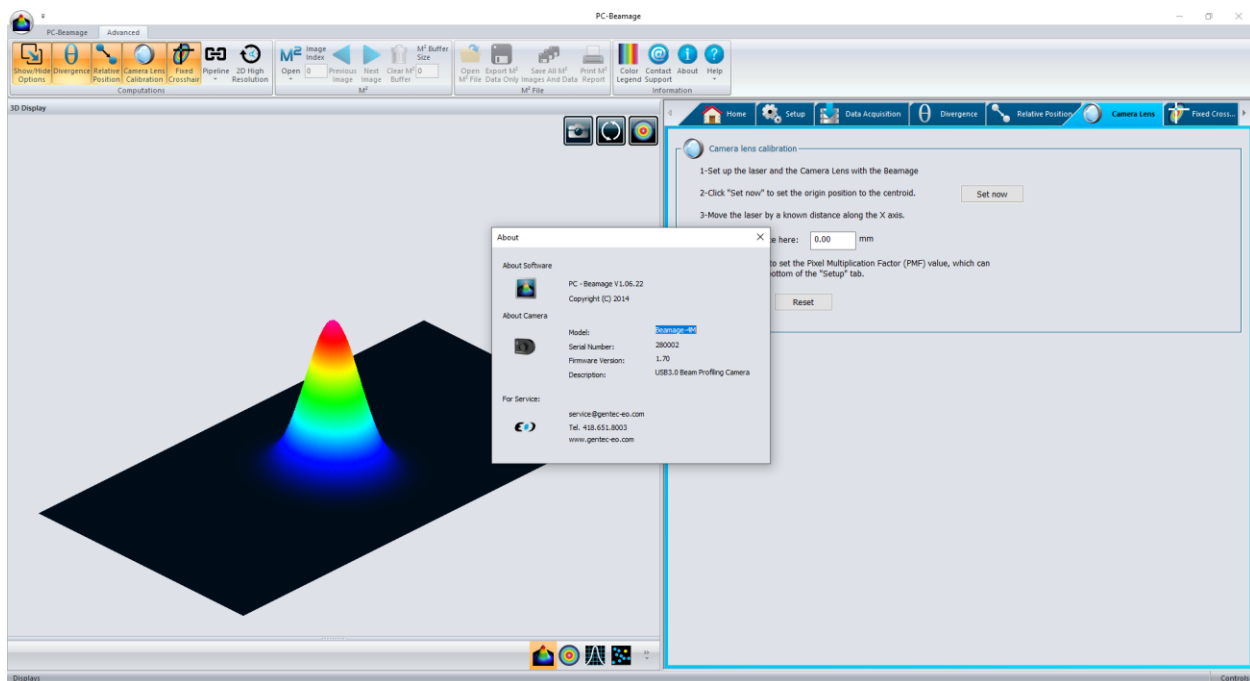 PC-Beamage
PC-Beamage Advanced
Show/Hide Options
Divergence
Relative Position
Camera Lens Calibration
Fixed Crosshair
Pipeline
2D High Resolution
Computations
M² Open
Image Index
0
Previous Image
Next Image
Clear M² Buffer
M² Buffer Size
0
M²
Open M² File
Export M² Data Only
Save All M² Images And Data
Print M² Report
M² File
Color Legend
Contact Support
About
Help
Information
3D Display
Home
Setup
Data Acquisition
Divergence
Relative Position
Camera Lens
Fixed Cross...
Camera lens calibration
1-Set up the laser and the Camera Lens with the Beamage
2-Click "Set now" to set the origin position to the centroid.
Set now
3-Move the laser by a known distance along the X axis.
e here: 0.00 mm
to set the Pixel Multiplication Factor (PMF) value, which can
ottom of the "Setup" tab.
Reset
About
About Software
PC - Beamage V1.06.22
Copyright (C) 2014
About Camera
Model: Beamage-4M
Serial Number: 280002
Firmware Version: 1.70
Description: USB3.0 Beam Profiling Camera
For Service:
service@gentec-eo.com
Tel. 418.651.8003
www.gentec-eo.com
Displays
Controls